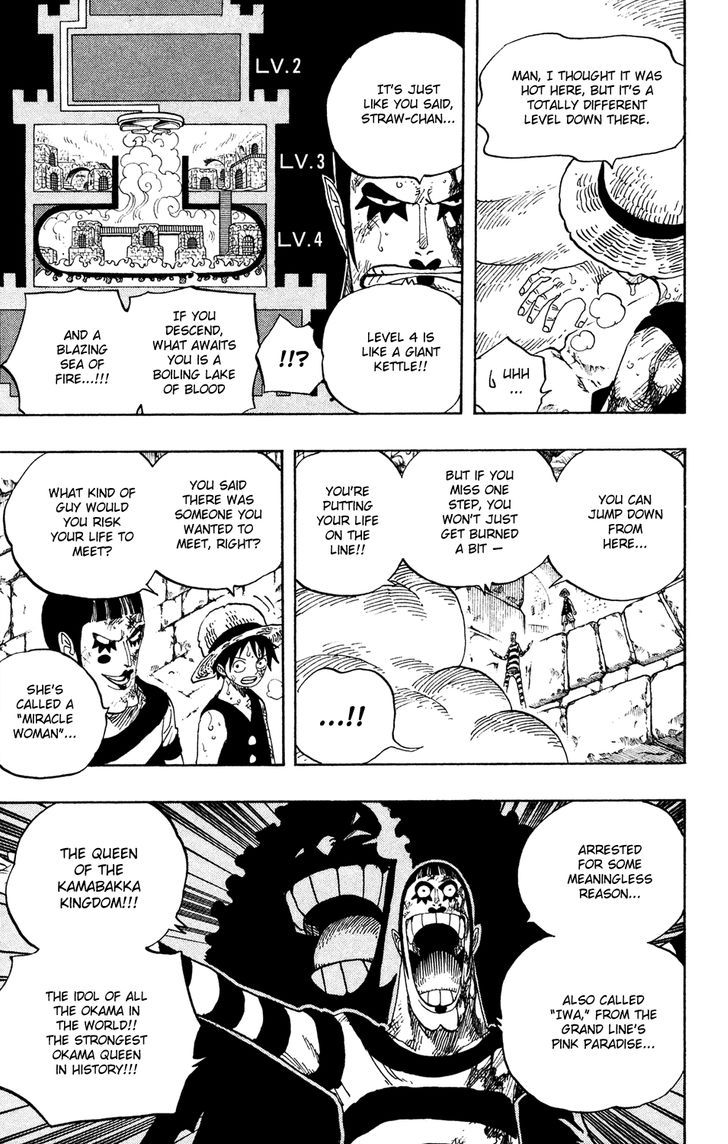 MAN, I THOUGHT IT WAS
HOT HERE, BUT IT'S A
TOTALLY DIFFERENT
LEVEL DOWN THERE.
UHH
...
IT'S JUST
LIKE YOU SAID,
STRAW-CHAN...
LEVEL 4 IS
LIKE A GIANT
KETTLE!!
LV.2
LV.3
LV.4
!!?
IF YOU
DESCEND,
WHAT AWAITS
YOU IS A
BOILING LAKE
OF BLOOD
AND A
BLAZING
SEA OF
FIRE...!!!
YOU CAN
JUMP DOWN
FROM
HERE...
BUT IF YOU
MISS ONE
STEP, YOU
WON'T JUST
GET BURNED
A BIT —
YOU'RE
PUTTING
YOUR LIFE
ON THE
LINE!!
...!!
YOU SAID
THERE WAS
SOMEONE YOU
WANTED TO
MEET, RIGHT?
WHAT KIND OF
GUY WOULD
YOU RISK
YOUR LIFE TO
MEET?
SHE'S
CALLED A
"MIRACLE
WOMAN"...
ARRESTED
FOR SOME
MEANINGLESS
REASON...
ALSO CALLED
"IWA," FROM THE
GRAND LINE'S
PINK PARADISE...
THE QUEEN
OF THE
KAMABAKKA
KINGDOM!!!
THE IDOL OF ALL
THE OKAMA IN
THE WORLD!!
THE STRONGEST
OKAMA QUEEN
IN HISTORY!!!